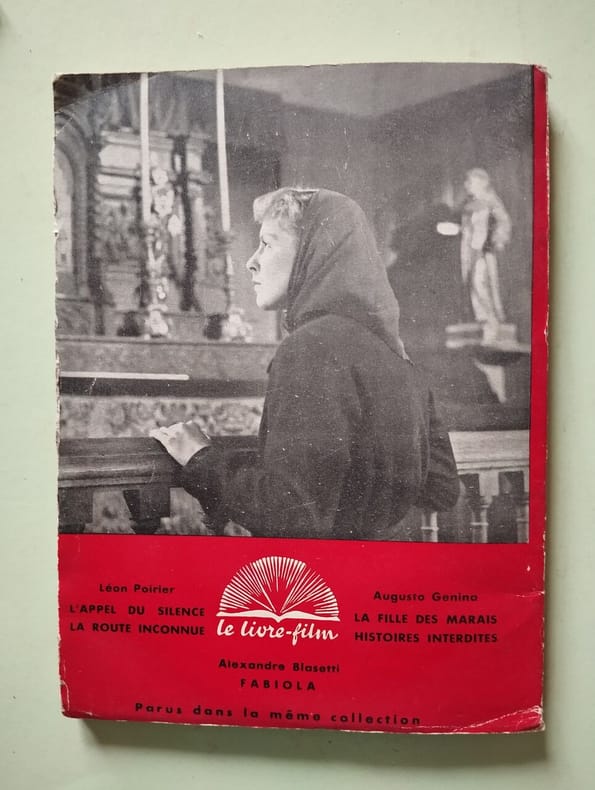 Léon Poirier
L'APPEL DU SILENCE
LA ROUTE INCONNUE
le livre-film
Augusto Genina
LA FILLE DES MARAIS
HISTOIRES INTERDITES
Alexandre Blasetti
FABIOLA
Parus dans la même collection